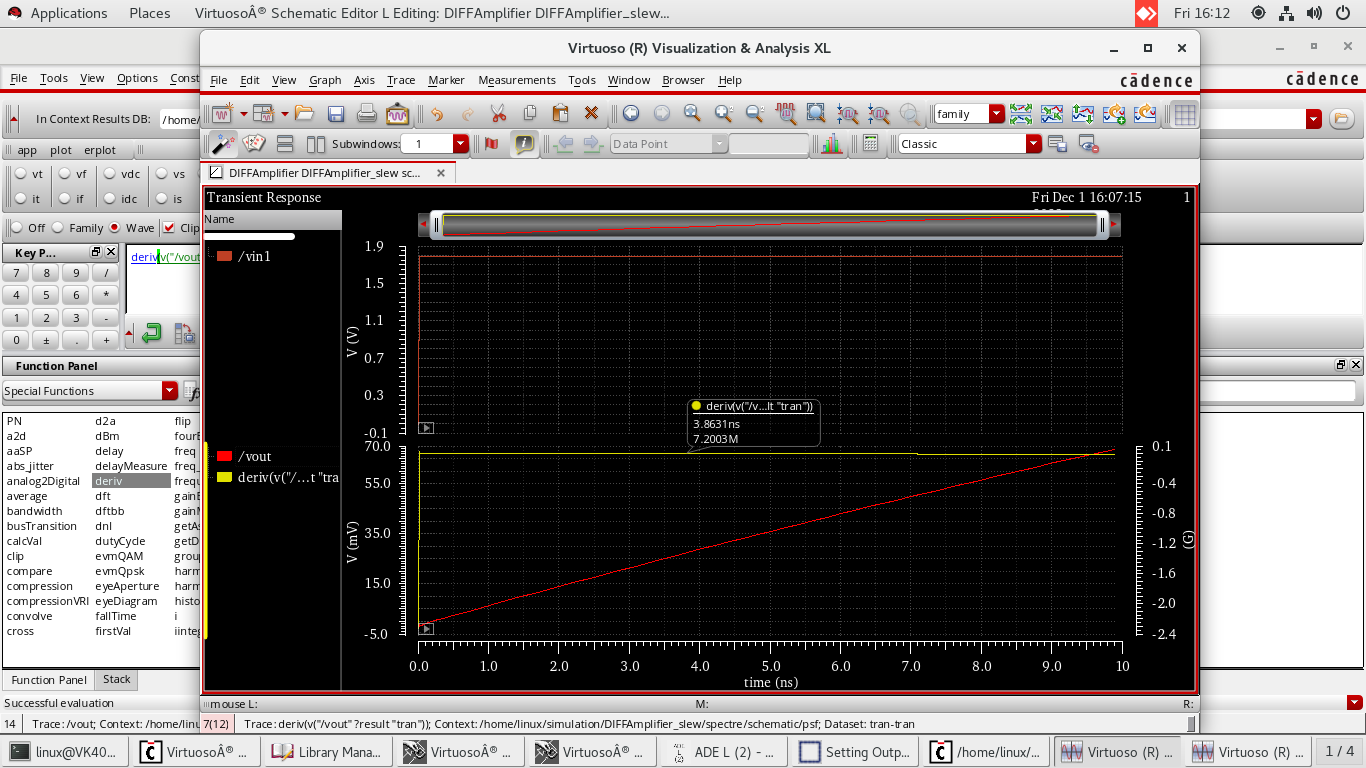 Applications Places VirtuosoÂ® Schematic Editor L Editing: DIFFAmplifier DIFFAmplifier_slew... Fri 16:12
Virtuoso (R) Visualization & Analysis XL
File Tools View Options
File Edit View Graph Axis Trace Marker Measurements Tools Window Browser Help
cādence
cādence
In Context Results DB: /home/
family
app plot erplot
Subwindows: 1 Data Point Classic
vt vf vdc vs
it if idc is
Off Family Wave Clip
DIFFAmplifier DIFFAmplifier_slew sc...
Key P...
7 8 9 /
4 5 6 *
1 2 3 -
0 ± . +
deriv(v("/vout
Function Panel
Special Functions
PN d2a flip
a2d dBm
aaSP delay freq
abs_jitter delayMeasure freq_
analog2Digital deriv
average dft
bandwidth dftbb
busTransition dnl
calcVal dutyCycle
clip evmQAM
compare evmQpsk
compression eyeAperture
compressionVRI eyeDiagram
convolve fallTime i
cross firstVal
Function Panel Stack
Successful evaluation
14 Trace: /vout; Context: /home/linu
Transient Response Fri Dec 1 16:07:15 1
Name
/vin1
/vout
deriv(v("/...t "tra
1.9
1.5
1.1
0.7
0.3
-0.1
V (V)
deriv(v("/v...lt "tran"))
3.8631ns
7.2003M
70.0
55.0
35.0
15.0
-5.0
V (mV)
0.1
-0.4
-0.8
-1.2
-1.6
-2.0
-2.4
(G)
0.0 1.0 2.0 3.0 4.0 5.0 6.0 7.0 8.0 9.0 10
time (ns)
mouse L: M: R:
7(12) Trace: deriv(v("/vout" ?result "tran")); Context: /home/linux/simulation/DIFFAmplifier_slew/spectre/schematic/psf; Dataset: tran-tran
linux@VK40... VirtuosoÂ® ... Library Mana... VirtuosoÂ® ... VirtuosoÂ® ... ADE L (2) - ... Setting Outp... /home/linux/... Virtuoso (R) ... Virtuoso (R) ... 1 / 4